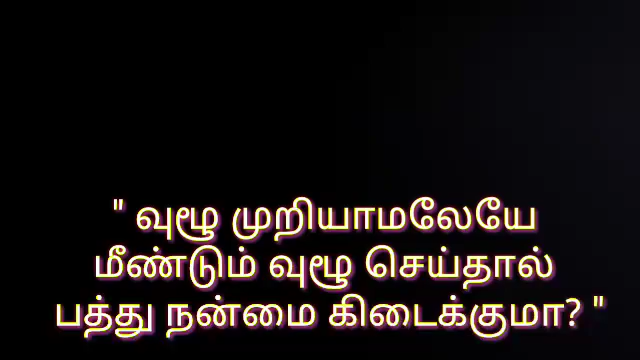 " வுழூ முறியாமலேயே
மீண்டும் வுழூ செய்தால்
பத்து நன்மை கிடைக்குமா? "